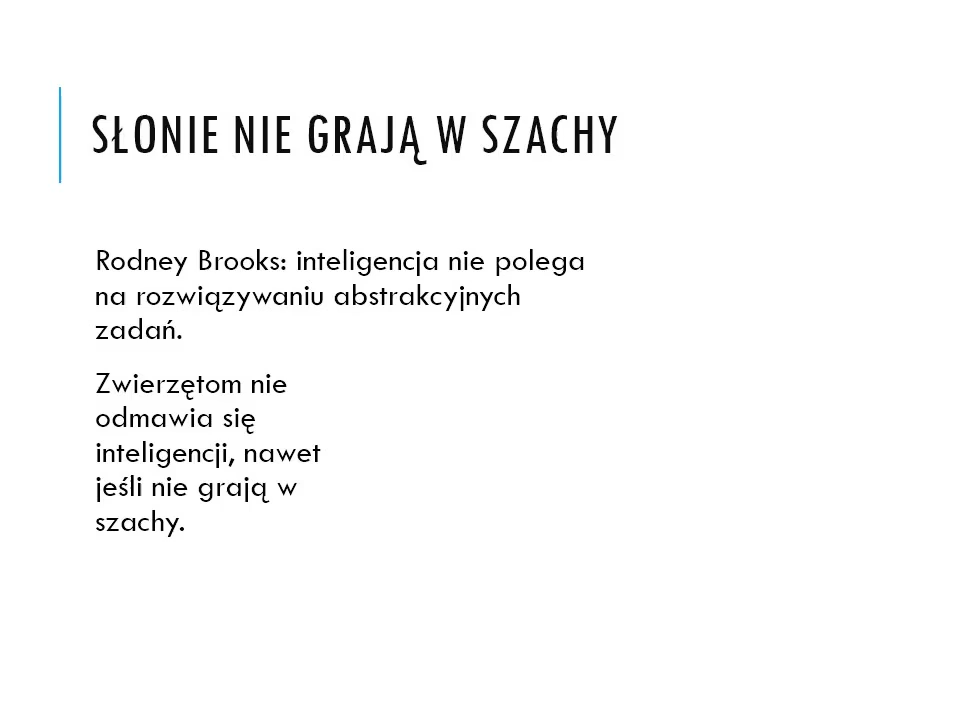 SŁONIE NIE GRAJĄ W SZACHY
Rodney Brooks: inteligencja nie polega
na rozwiązywaniu abstrakcyjnych
zadań.
Zwierzętom nie
odmawia się
inteligencji, nawet
jeśli nie grają w
szachy.